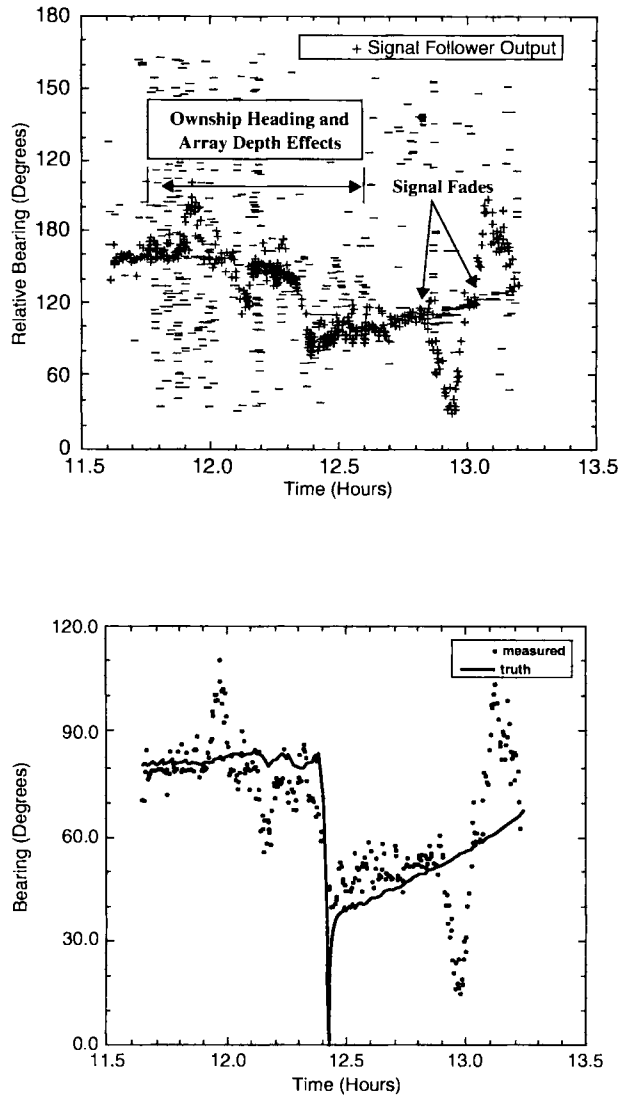 180
+ Signal Follower Output
140
Ownship Heading and
Array Depth Effects
120
Signal Fades
180
120
60
0
Relative Bearing (Degrees)
11.5 12.0 12.5 13.0 13.5
Time (Hours)
120.0
measured
truth
90.0
60.0
30.0
0.0
Bearing (Degrees)
11.5 12.0 12.5 13.0 13.5
Time (Hours)